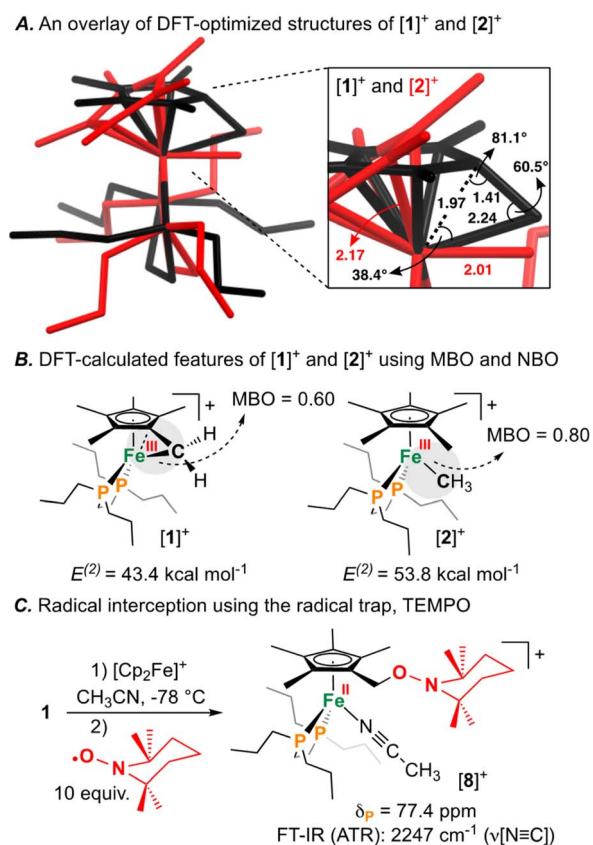 A. An overlay of DFT-optimized structures of [1]⁺ and [2]⁺
[1]⁺ and [2]⁺
81.1°
60.5°
1.97
1.41
2.24
2.17
38.4°
2.01
B. DFT-calculated features of [1]⁺ and [2]⁺ using MBO and NBO
MBO = 0.60
+
H
Fe III C
H
P P
[1]⁺
E⁽²⁾ = 43.4 kcal mol⁻¹
+
MBO = 0.80
Fe III
CH₃
P P
[2]⁺
E⁽²⁾ = 53.8 kcal mol⁻¹
C. Radical interception using the radical trap, TEMPO
1
1) [Cp₂Fe]⁺
CH₃CN, -78 °C
2)
•O N
10 equiv.
+
O N
Fe II
P P
N≡C
CH₃
[8]⁺
δP = 77.4 ppm
FT-IR (ATR): 2247 cm⁻¹ (ν[N≡C])